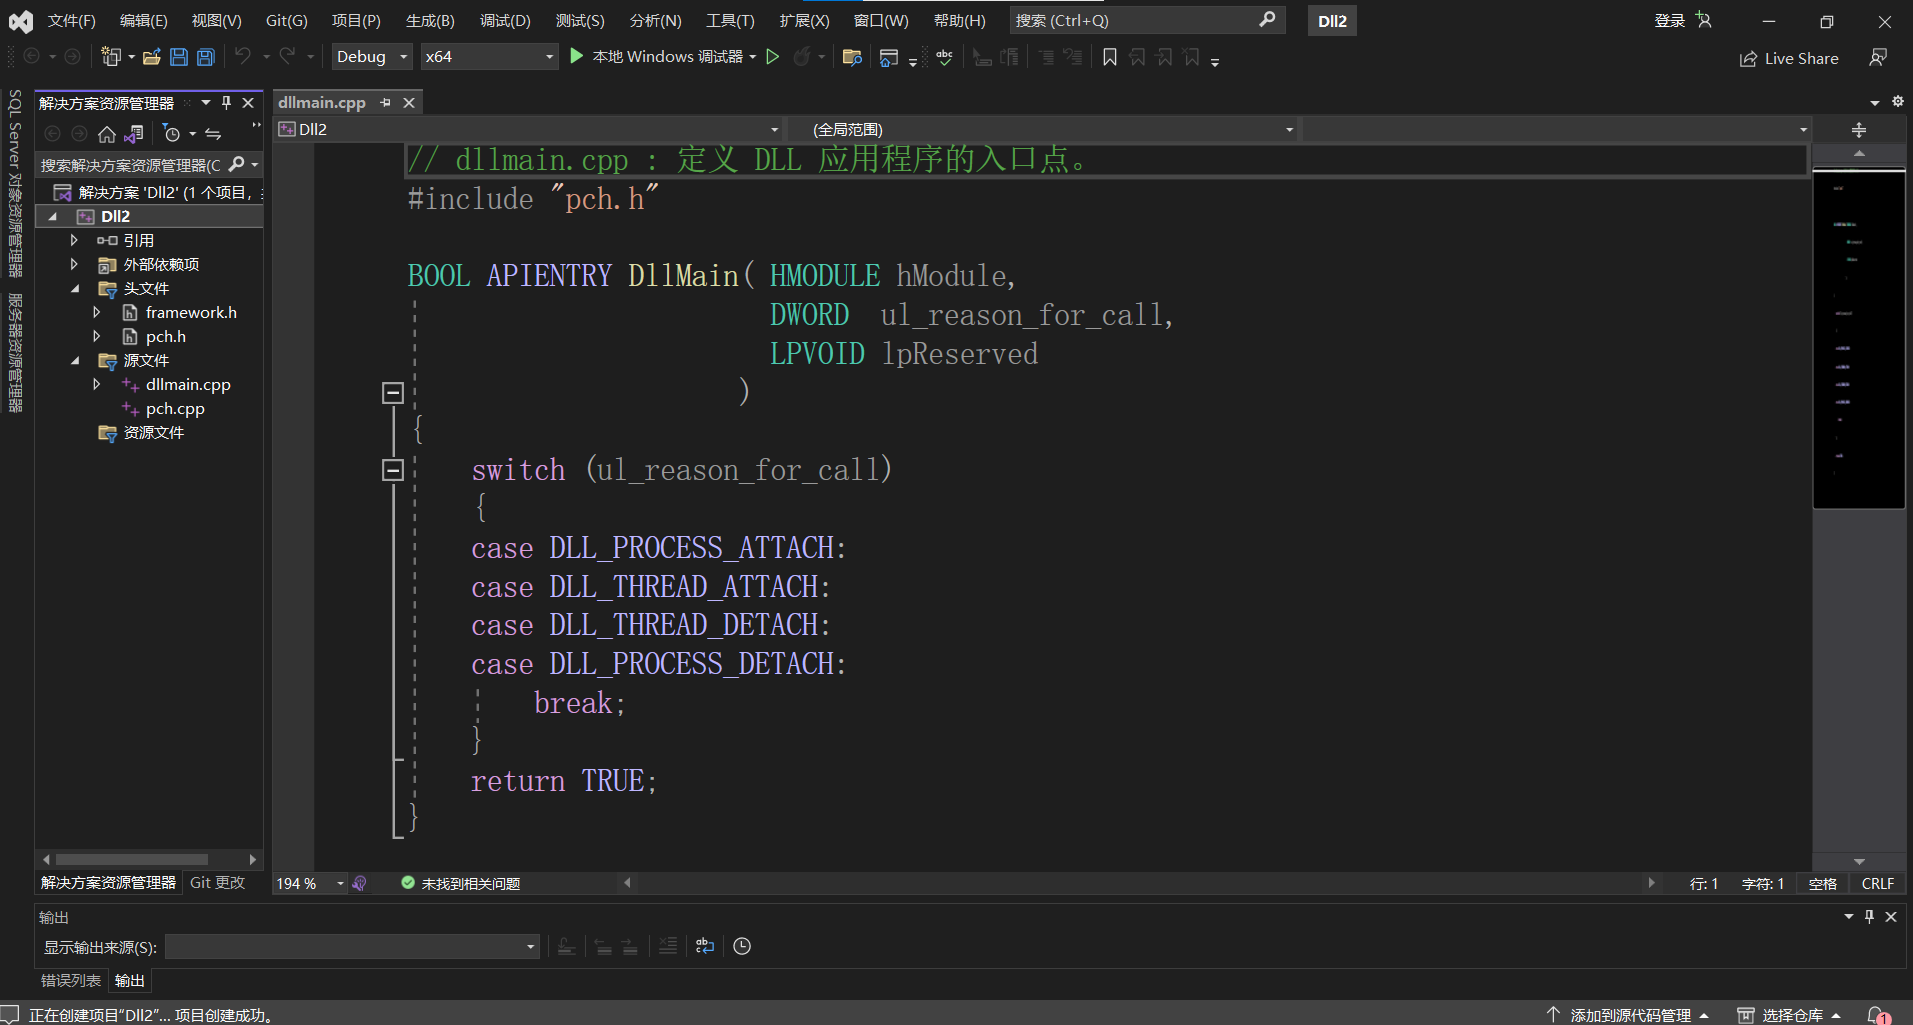 文件(F) 编辑(E) 视图(V) Git(G) 项目(P) 生成(B) 调试(D) 测试(S) 分析(N) 工具(T) 扩展(X) 窗口(W) 帮助(H) 搜索 (Ctrl+Q) Dll2 登录
Debug x64 本地 Windows 调试器 Live Share
SQL Server 对象资源管理器
服务器资源管理器
解决方案资源管理器
搜索解决方案资源管理器(C
解决方案 'Dll2' (1 个项目,
Dll2
引用
外部依赖项
头文件
framework.h
pch.h
源文件
dllmain.cpp
pch.cpp
资源文件
解决方案资源管理器 Git 更改
dllmain.cpp
Dll2 (全局范围)
// dllmain.cpp : 定义 DLL 应用程序的入口点。
#include "pch.h"
BOOL APIENTRY DllMain( HMODULE hModule,
DWORD  ul_reason_for_call,
LPVOID lpReserved
)
{
switch (ul_reason_for_call)
{
case DLL_PROCESS_ATTACH:
case DLL_THREAD_ATTACH:
case DLL_THREAD_DETACH:
case DLL_PROCESS_DETACH:
break;
}
return TRUE;
}
194 % 未找到相关问题 行: 1 字符: 1 空格 CRLF
输出
显示输出来源(S):
错误列表 输出
正在创建项目“Dll2”... 项目创建成功。 添加到源代码管理 选择仓库 1